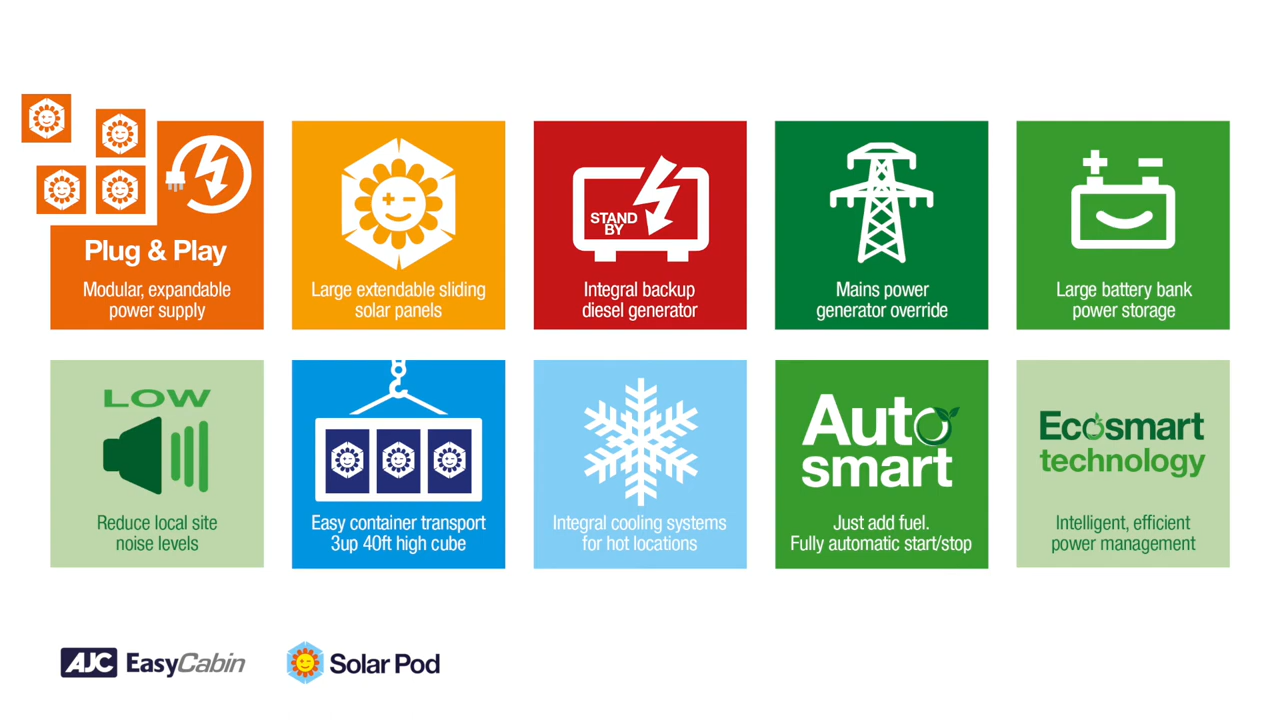 Plug & Play
Modular, expandable
power supply
Large extendable sliding
solar panels
STAND
BY
Integral backup
diesel generator
Mains power
generator override
+ −
Large battery bank
power storage
LOW
Reduce local site
noise levels
Easy container transport
3up 40ft high cube
Integral cooling systems
for hot locations
Auto
smart
Just add fuel.
Fully automatic start/stop
Ecosmart
technology
Intelligent, efficient
power management
AJC EasyCabin
Solar Pod